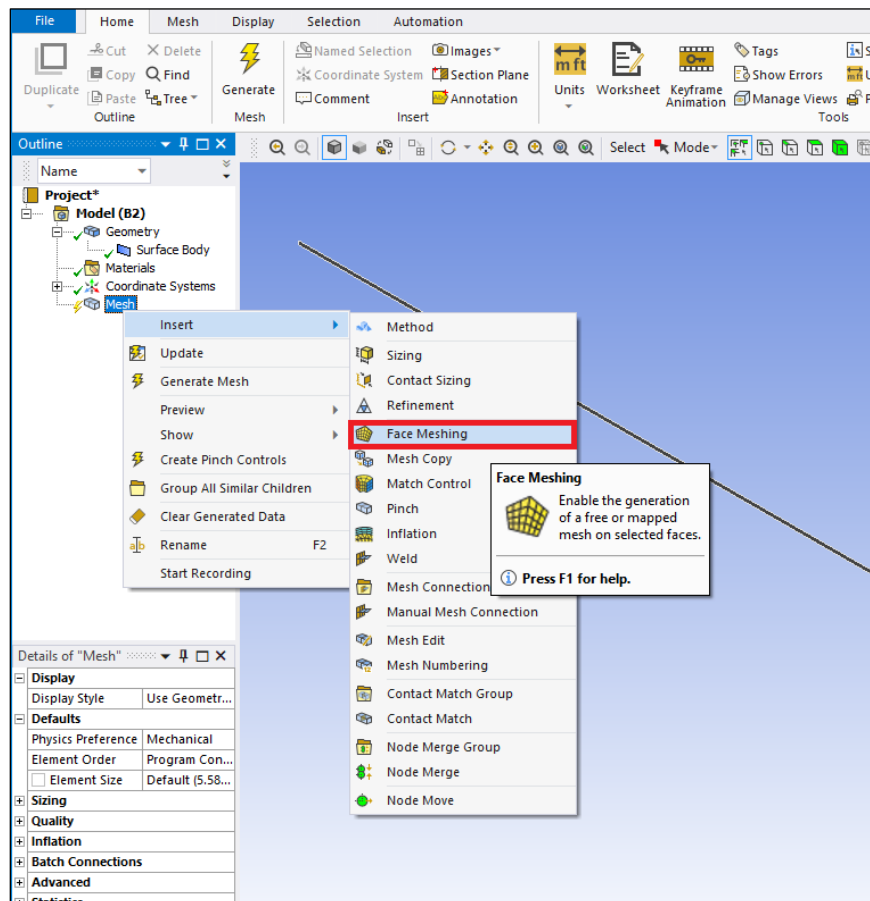 File Home Mesh Display Selection Automation
Cut Delete Named Selection Images Tags
Copy Find Coordinate System Section Plane Show Errors
Duplicate Paste Tree Generate Comment Annotation Units Worksheet Keyframe Animation Manage Views
Outline Mesh Insert Tools
m ft
Outline Select Mode
Name
Project*
Model (B2)
Geometry
Surface Body
Materials
Coordinate Systems
Mesh
Insert
Update
Generate Mesh
Preview
Show
Create Pinch Controls
Group All Similar Children
Clear Generated Data
Rename F2
Start Recording
Method
Sizing
Contact Sizing
Refinement
Face Meshing
Mesh Copy
Match Control
Pinch
Inflation
Weld
Mesh Connection
Manual Mesh Connection
Mesh Edit
Mesh Numbering
Contact Match Group
Contact Match
Node Merge Group
Node Merge
Node Move
Face Meshing
Enable the generation
of a free or mapped
mesh on selected faces.
Press F1 for help.
Details of "Mesh"
Display
Display Style Use Geometr...
Defaults
Physics Preference Mechanical
Element Order Program Con...
Element Size Default (5.58...
Sizing
Quality
Inflation
Batch Connections
Advanced